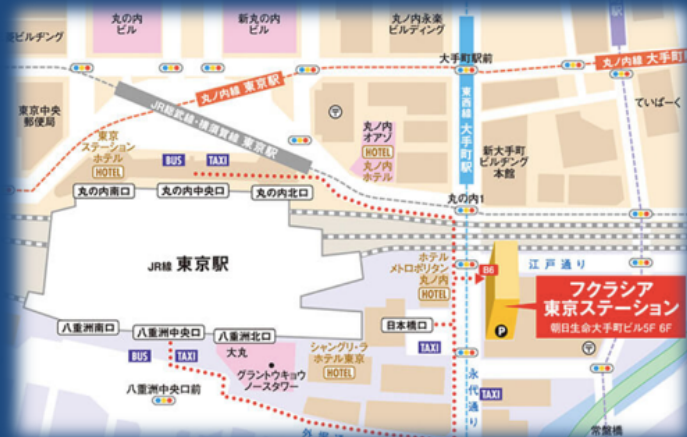 丸の内
ビル
新丸の内
ビル
丸ノ内永楽
ビルディング
大手町駅前
丸ノ内線 東京駅
丸ノ内線 大手町
JR総武線・横須賀線 東京駅
東西線 大手町駅
東京中央
郵便局
東京
ステーション
ホテル
HOTEL
BUS
TAXI
丸の内
オアゾ
HOTEL
丸ノ内
ホテル
新大手町
ビルヂング
本館
ていぱーく
丸の内南口
丸の内中央口
丸の内北口
丸の内1
JR線 東京駅
ホテル
メトロポリタン
丸ノ内
HOTEL
B6
江戸通り
フクラシア
東京ステーション
朝日生命大手町ビル5F 6F
P
八重洲南口
八重洲中央口
八重洲北口
日本橋口
BUS
TAXI
大丸
グラントウキョウ
ノースタワー
シャングリ・ラ
ホテル東京
HOTEL
TAXI
永代通り
TAXI
八重洲中央口前
常盤橋